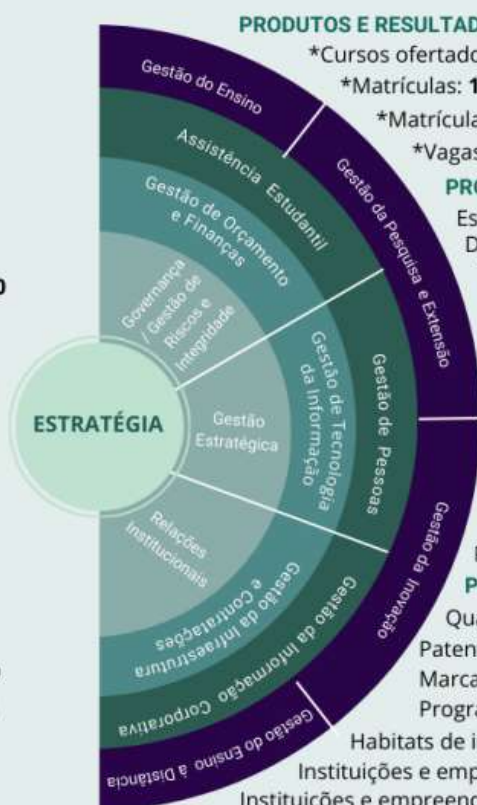 PRODUTOS E RESULTAD
*Cursos ofertado
*Matrículas: 1
*Matrícula
*Vagas
PRO
Es
D
Gestão do Ensino
Assistência Estudantil
Gestão de Orçamento
e Finanças
Governança
/ Gestão de
Riscos e
Integridade
Gestão da Pesquisa e Extensão
ESTRATÉGIA
Gestão
Estratégica
Gestão de Tecnologia
da Informação
Gestão de Pessoas
Relações
Institucionais
Gestão da Infraestrutura
e Contratações
Gestão da Informação Corporativa
Gestão da Inovação
Gestão do Ensino à Distância
P
Qua
Paten
Marca
Progra
Habitats de i
Instituições e emp
Instituições e empreend